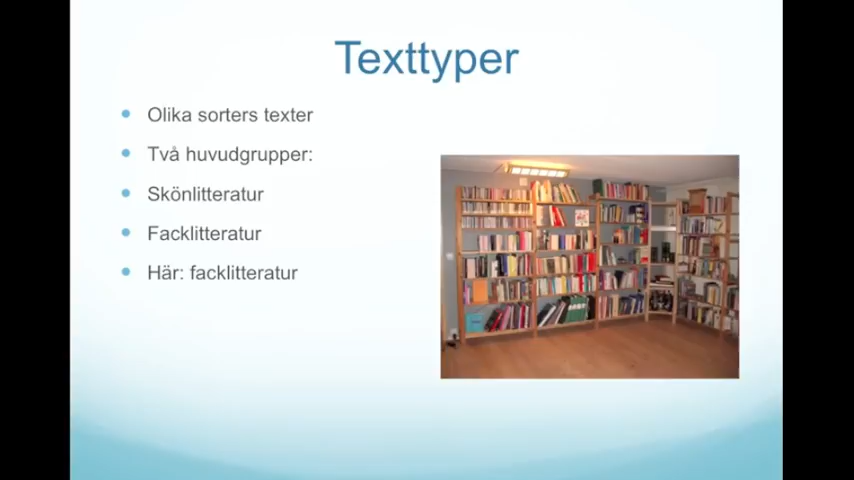 Texttyper
Olika sorters texter
Två huvudgrupper:
Skönlitteratur
Facklitteratur
Här: facklitteratur